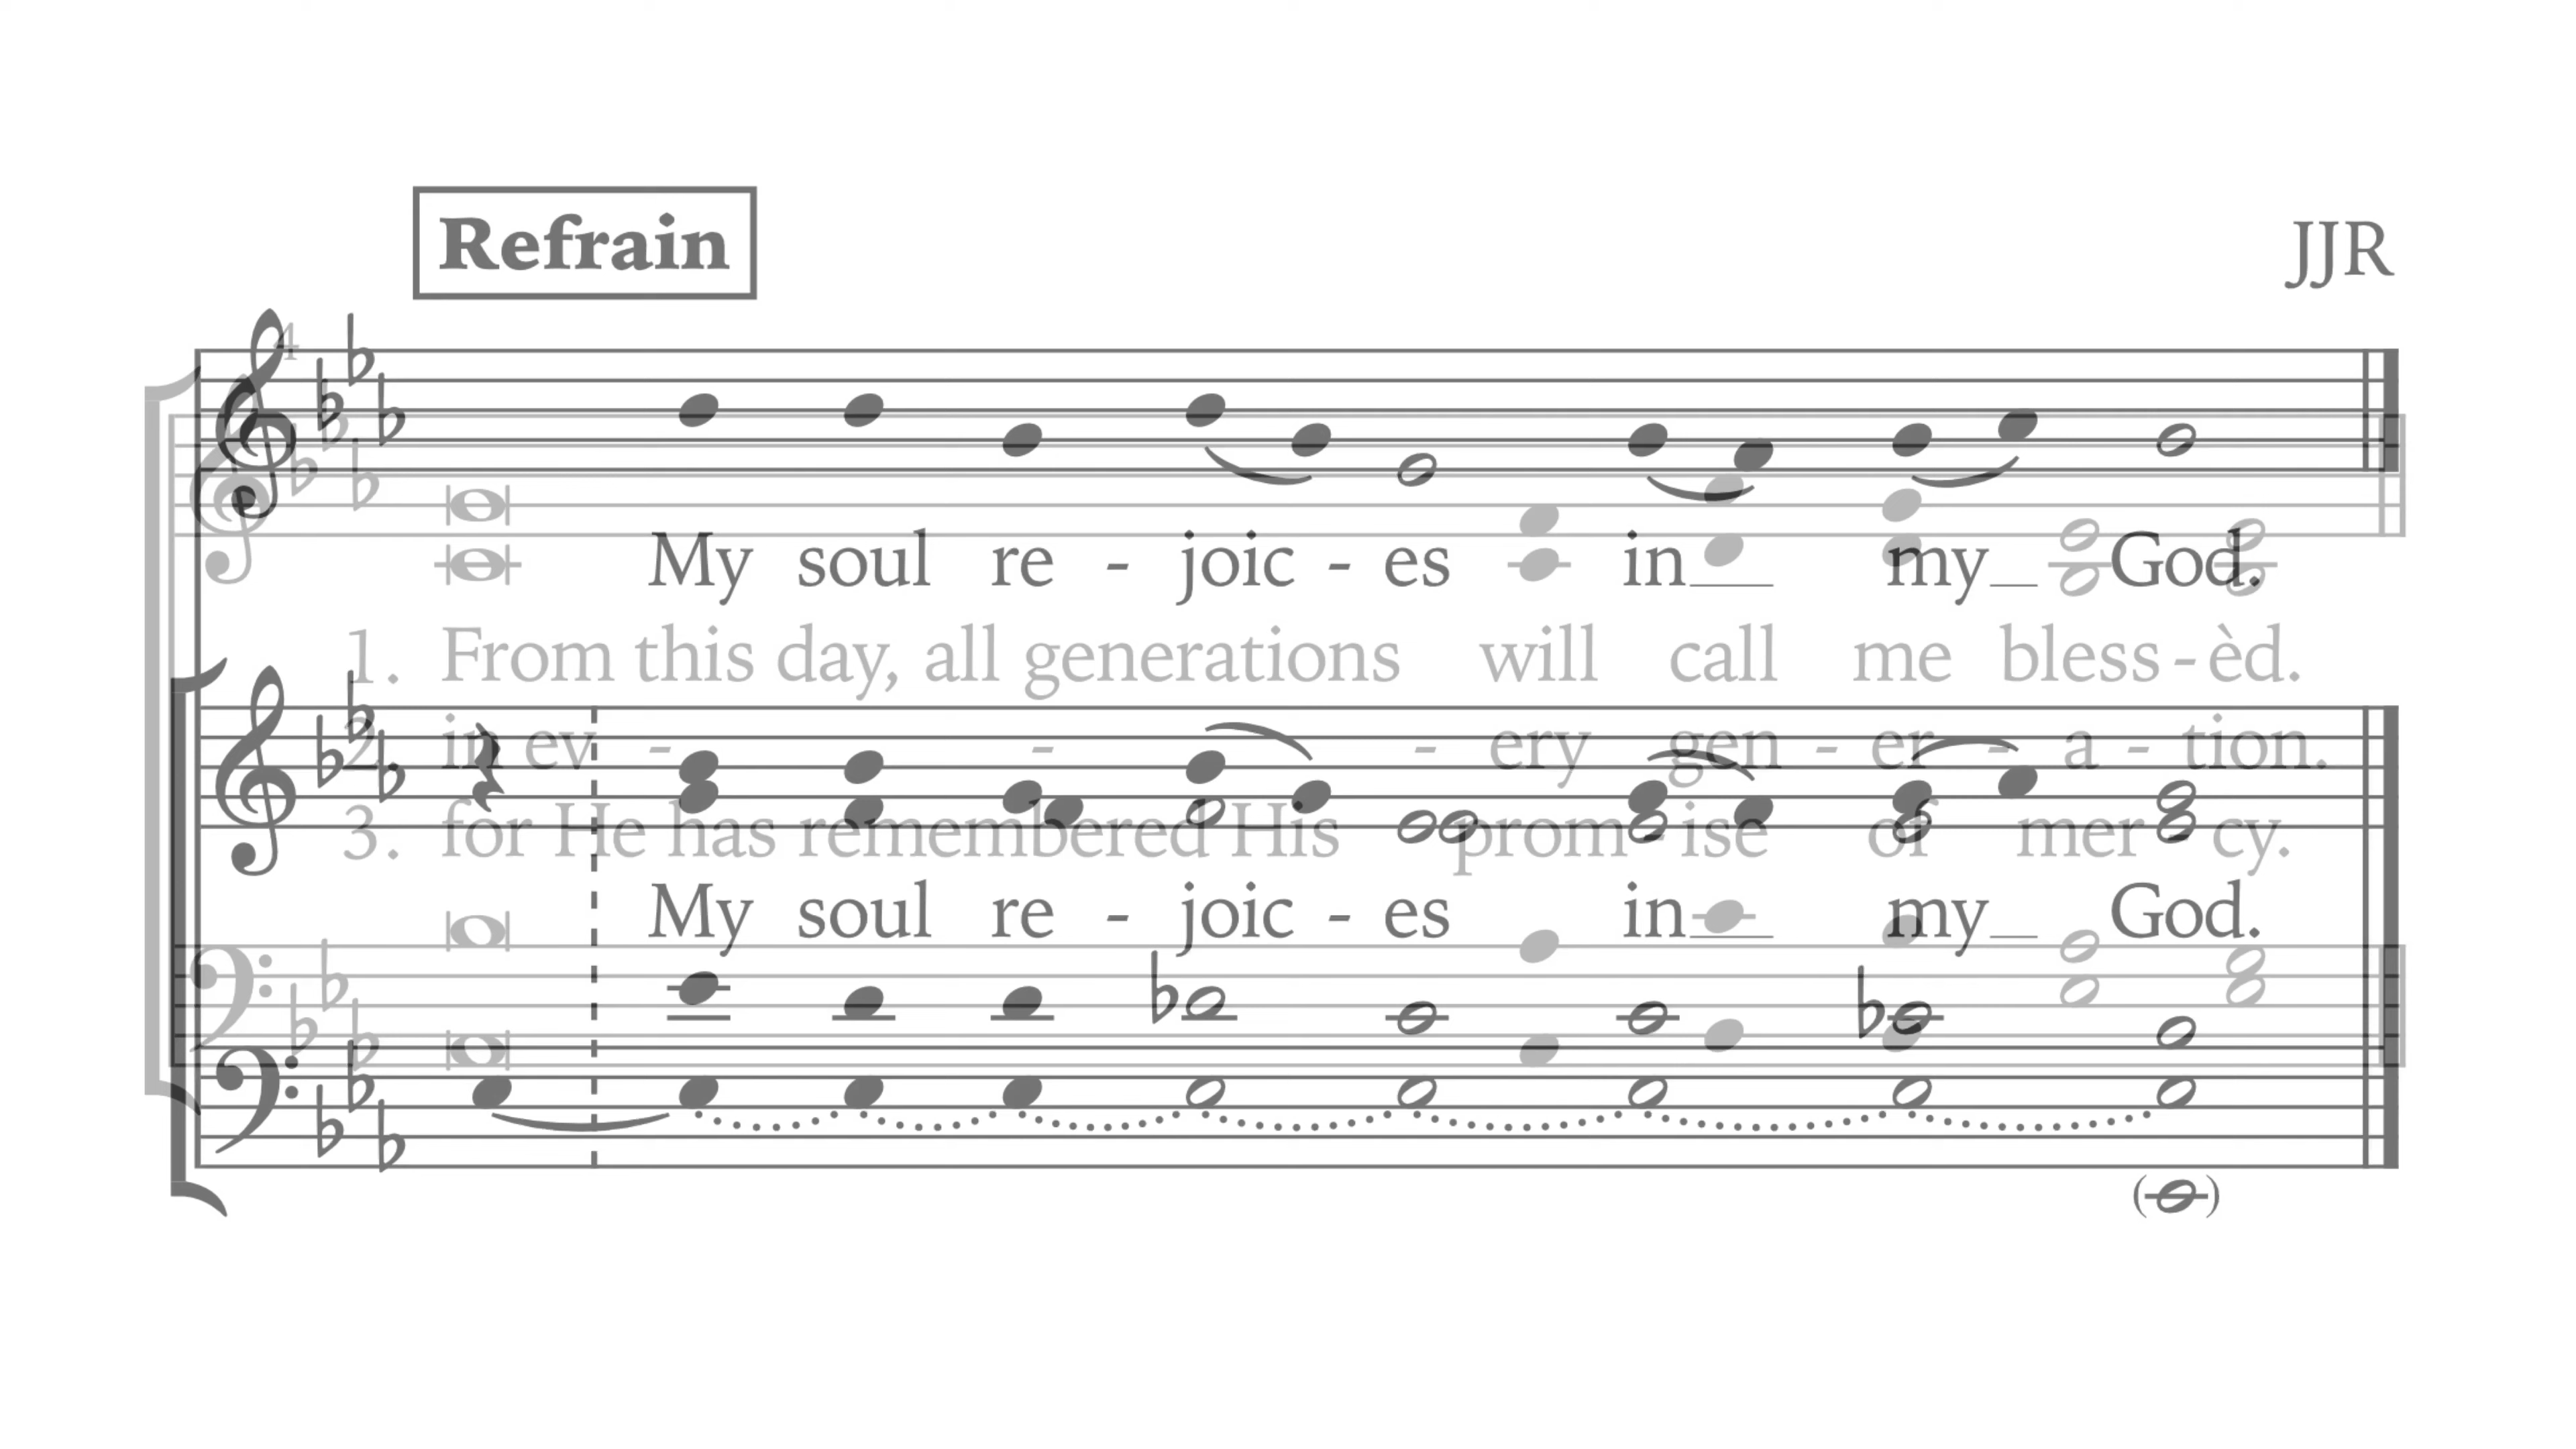 Refrain
JJR
4
My soul re - joic - es in my God.
1. From this day, all generations will call me bless - èd.
2. in ev - - - ery gen - er - a - tion.
3. for He has remembered His prom - ise of mer - cy.
My soul re - joic - es in my God.